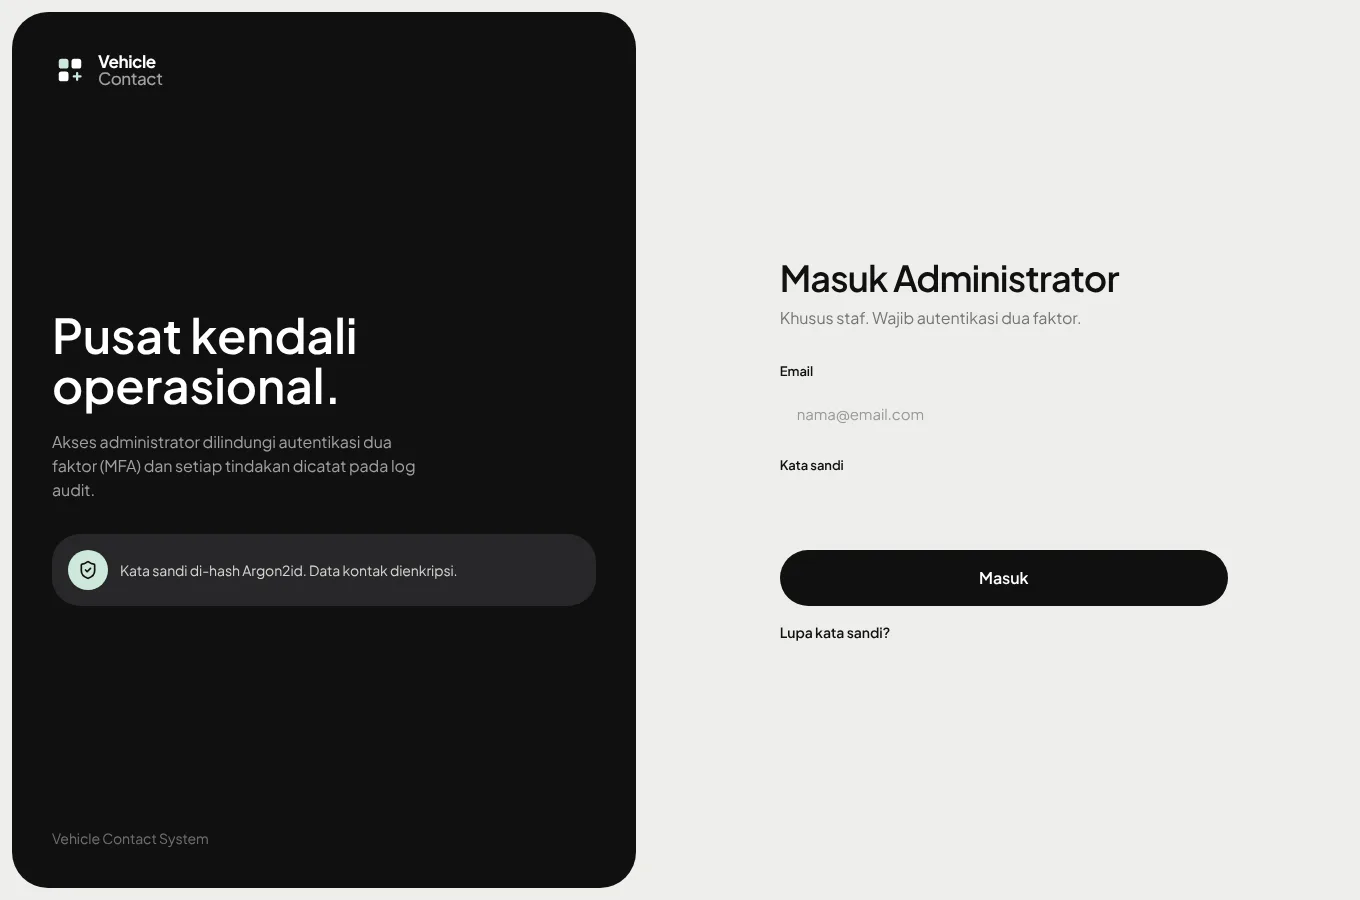 Vehicle
Contact
Pusat kendali
operasional.
Akses administrator dilindungi autentikasi dua
faktor (MFA) dan setiap tindakan dicatat pada log
audit.
Kata sandi di-hash Argon2id. Data kontak dienkripsi.
Vehicle Contact System
Masuk Administrator
Khusus staf. Wajib autentikasi dua faktor.
Email
nama@email.com
Kata sandi
Masuk
Lupa kata sandi?